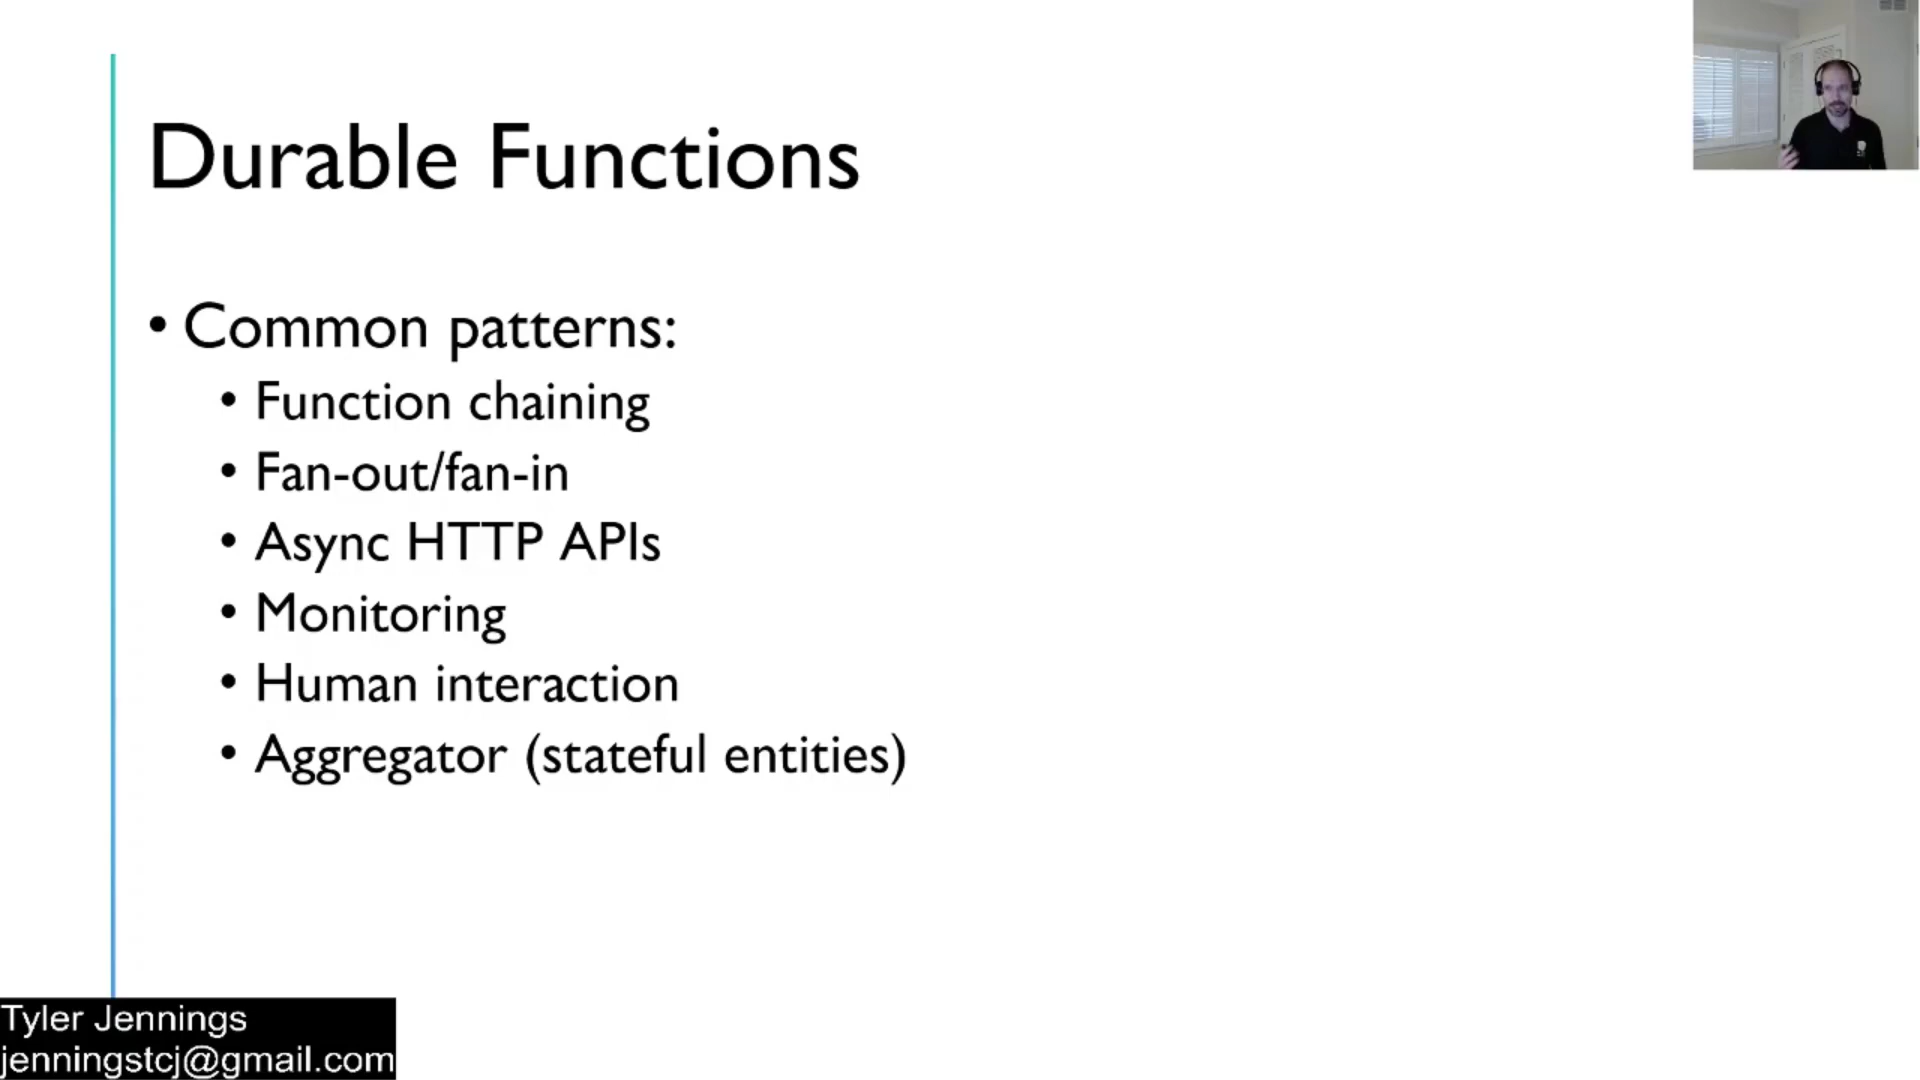 Durable Functions
• Common patterns:
• Function chaining
• Fan-out/fan-in
• Async HTTP APIs
• Monitoring
• Human interaction
• Aggregator (stateful entities)
Tyler Jennings
jenningstcj@gmail.com